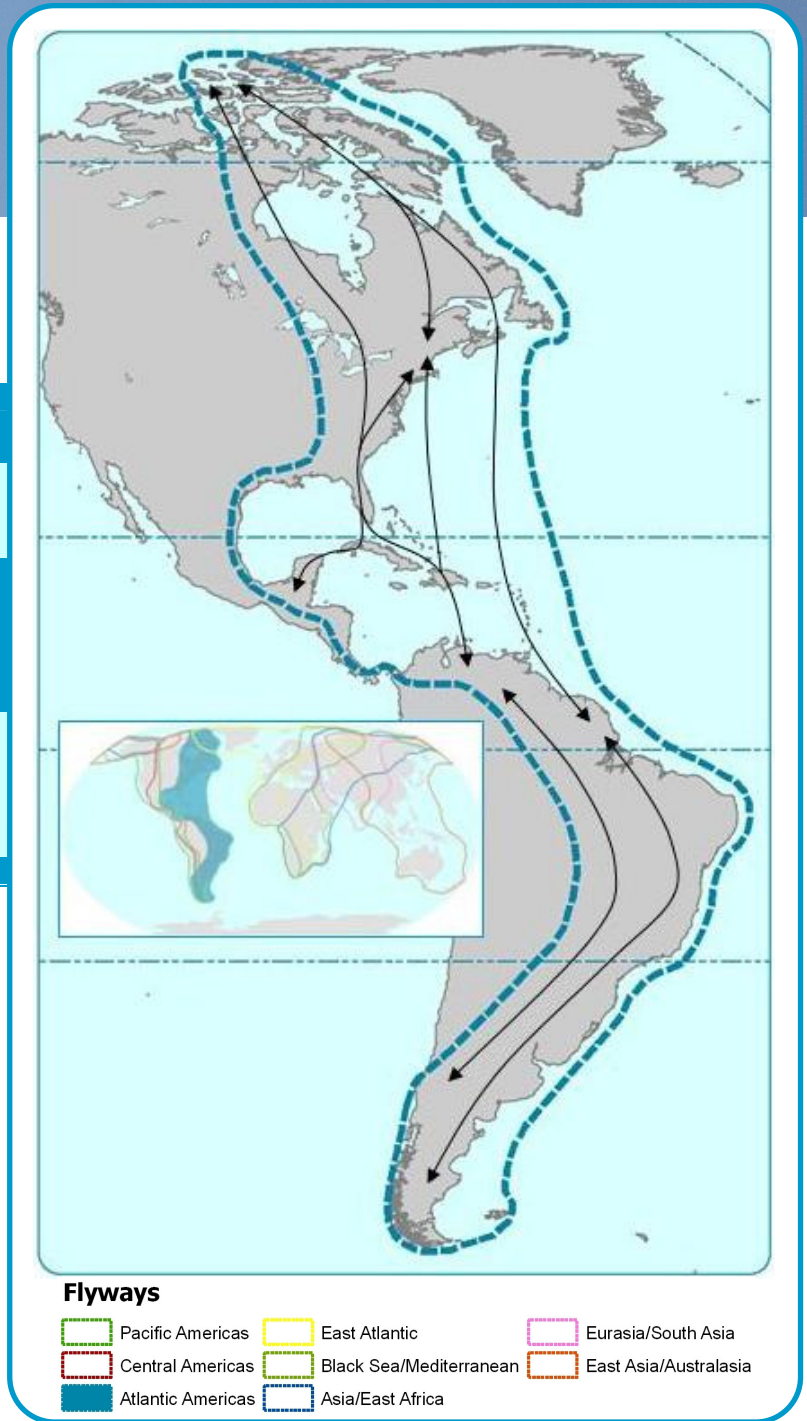 Flyways
Pacific Americas
East Atlantic
Eurasia/South Asia
Central Americas
Black Sea/Mediterranean
East Asia/Australasia
Atlantic Americas
Asia/East Africa